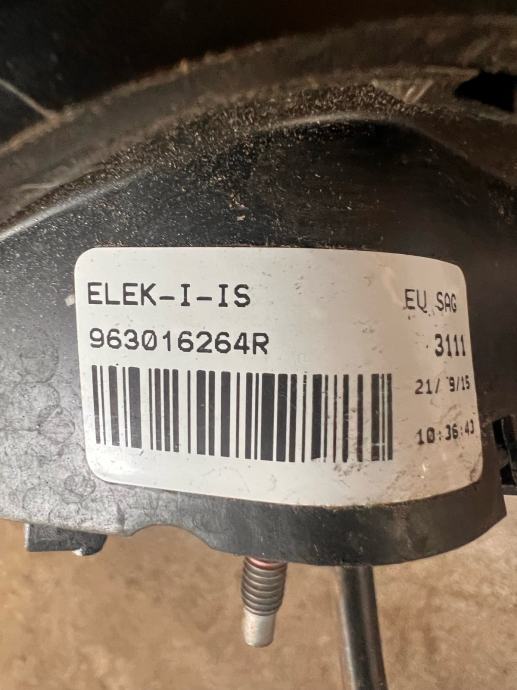 ELEK-I-IS
963016264R
EU SAG
3111
21/ 9/15
10:36:43